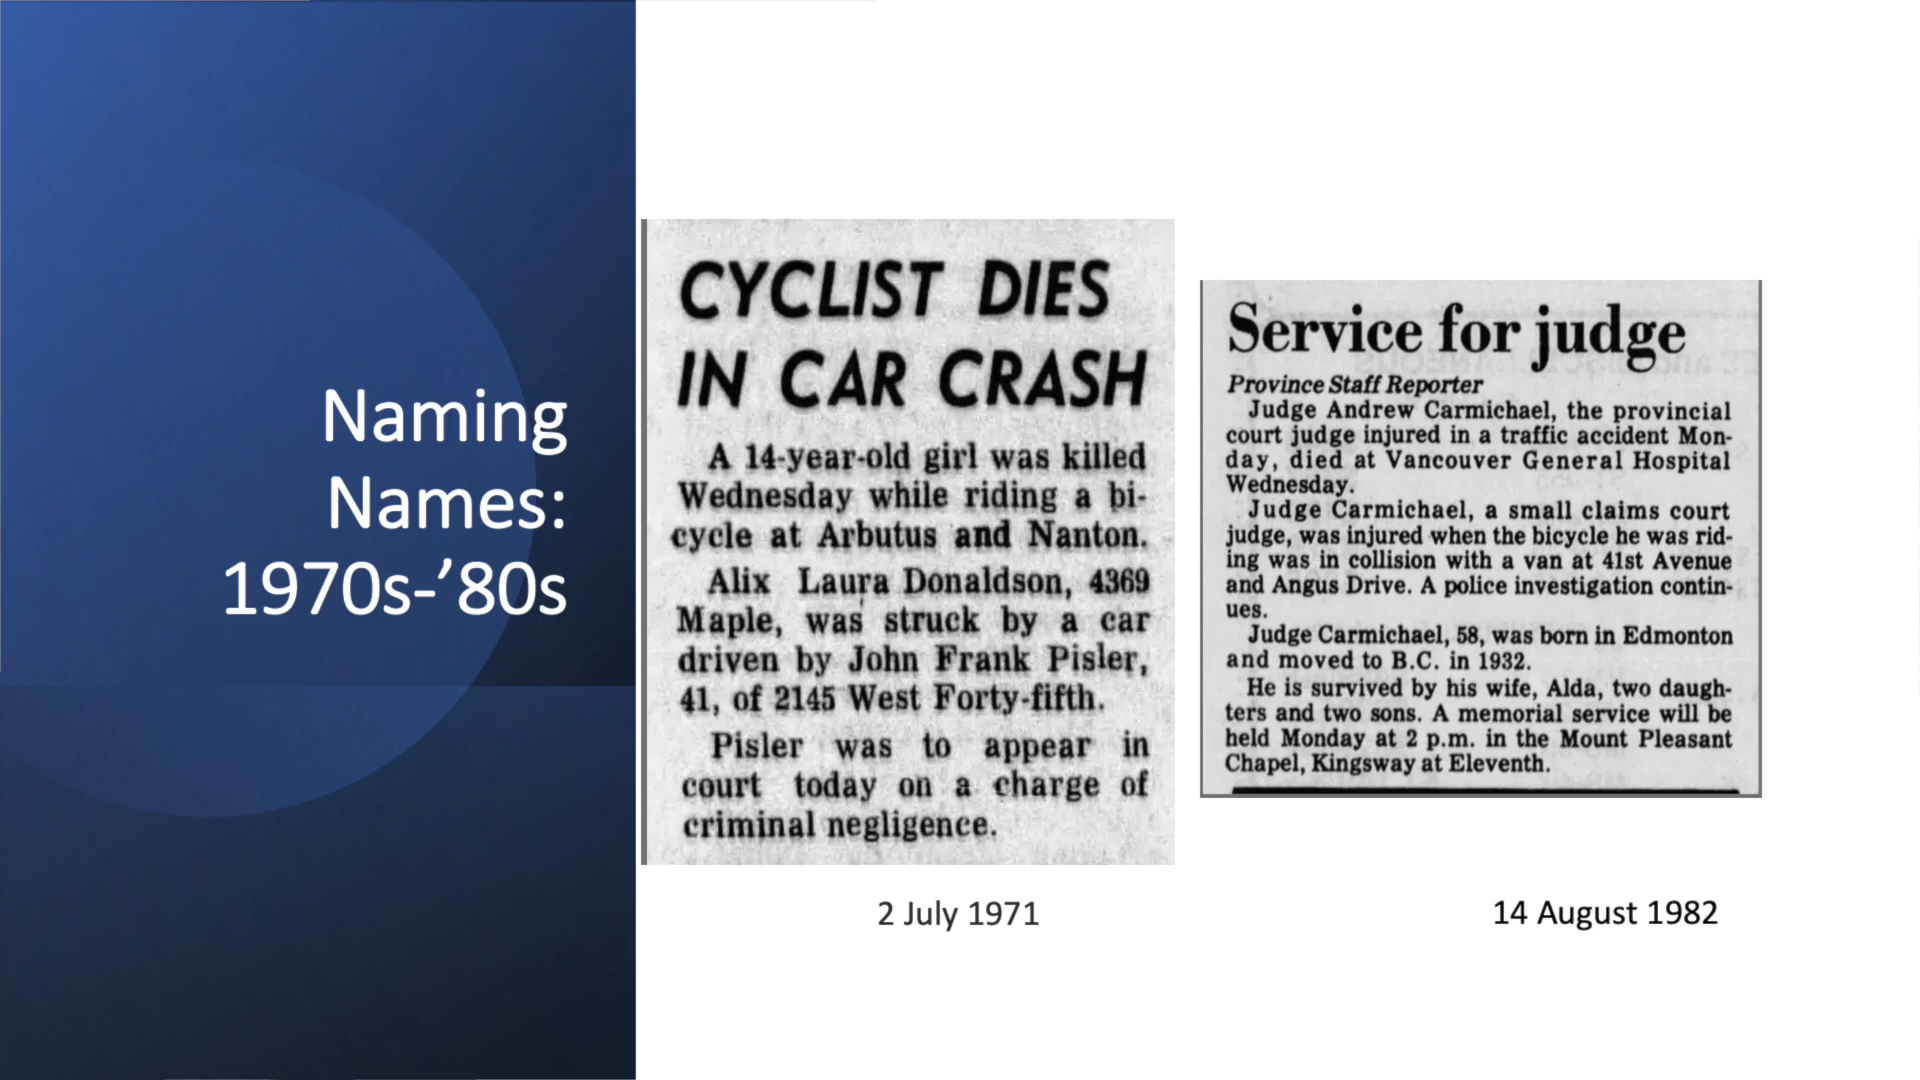 Naming
Names:
1970s-’80s
CYCLIST DIES
IN CAR CRASH
A 14-year-old girl was killed
Wednesday while riding a bi-
cycle at Arbutus and Nanton.
Alix Laura Donaldson, 4369
Maple, was struck by a car
driven by John Frank Pisler,
41, of 2145 West Forty-fifth.
Pisler was to appear in
court today on a charge of
criminal negligence.
2 July 1971
Service for judge
Province Staff Reporter
Judge Andrew Carmichael, the provincial
court judge injured in a traffic accident Mon-
day, died at Vancouver General Hospital
Wednesday.
Judge Carmichael, a small claims court
judge, was injured when the bicycle he was rid-
ing was in collision with a van at 41st Avenue
and Angus Drive. A police investigation contin-
ues.
Judge Carmichael, 58, was born in Edmonton
and moved to B.C. in 1932.
He is survived by his wife, Alda, two daugh-
ters and two sons. A memorial service will be
held Monday at 2 p.m. in the Mount Pleasant
Chapel, Kingsway at Eleventh.
14 August 1982